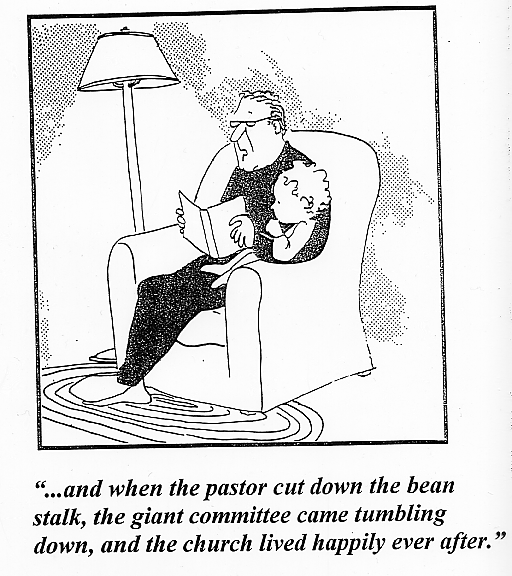 “...and when the pastor cut down the bean
stalk, the giant committee came tumbling
down, and the church lived happily ever after.”